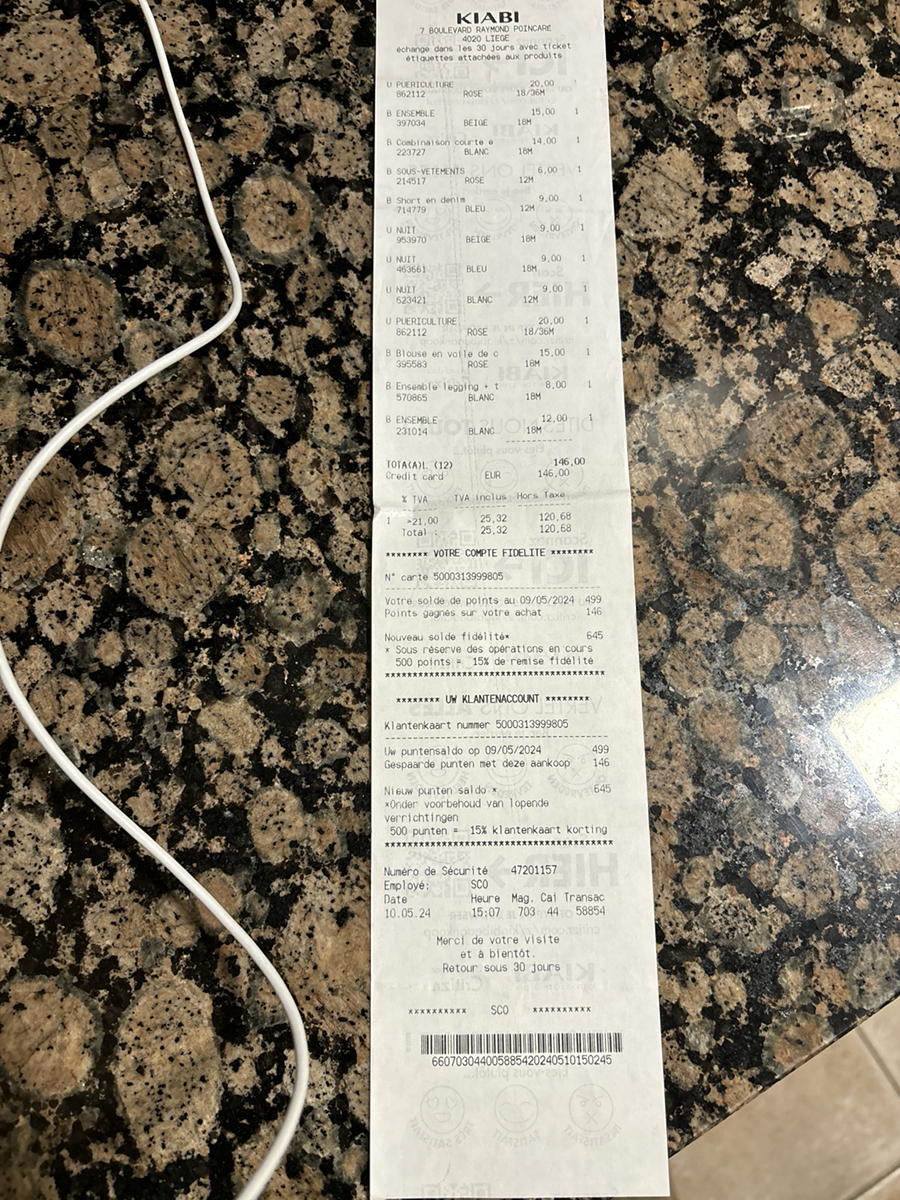 KIABI
7 BOULEVARD RAYMOND POINCARE
4020 LIEGE
échange dans les 30 jours avec ticket
étiquettes attachées aux produits
U PUERICULTURE 20,00 1
862112 ROSE 18/36M
B ENSEMBLE 15,00 1
397034 BEIGE 18M
B Combinaison courte e 14,00 1
223727 BLANC 18M
B SOUS-VETEMENTS 6,00 1
214517 ROSE 12M
B Short en denim 9,00 1
714779 BLEU 12M
U NUIT 9,00 1
953970 BEIGE 18M
U NUIT 9,00 1
463661 BLEU 18M
U NUIT 9,00 1
623421 BLANC 12M
U PUERICULTURE 20,00 1
862112 ROSE 18/36M
B Blouse en voile de c 15,00 1
395583 ROSE 18M
B Ensemble legging + t 8,00 1
570865 BLANC 18M
B ENSEMBLE 12,00 1
231014 BLANC 18M
TOTA(A)L (12) 146,00
Credit card EUR 146,00
% TVA TVA inclus Hors Taxe
1 >21,00 25,32 120,68
Total : 25,32 120,68
******** VOTRE COMPTE FIDELITE ********
N° carte 5000313999805
Votre solde de points au 09/05/2024 499
Points gagnés sur votre achat 146
Nouveau solde fidélité* 645
* Sous réserve des opérations en cours
500 points = 15% de remise fidélité
******************************************
******** UW KLANTENACCOUNT ********
Klantenkaart nummer 5000313999805
Uw puntensaldo op 09/05/2024 499
Gespaarde punten met deze aankoop 146
Nieuw punten saldo * 645
*Onder voorbehoud van lopende
verrichtingen
500 punten = 15% klantenkaart korting
******************************************
Numéro de Sécurité 47201157
Employé: SCO
Date Heure Mag. Cai Transac
10.05.24 15:07 703 44 58854
Merci de votre visite
et à bientôt.
Retour sous 30 jours
********** SCO **********
660703044005885420240510150245